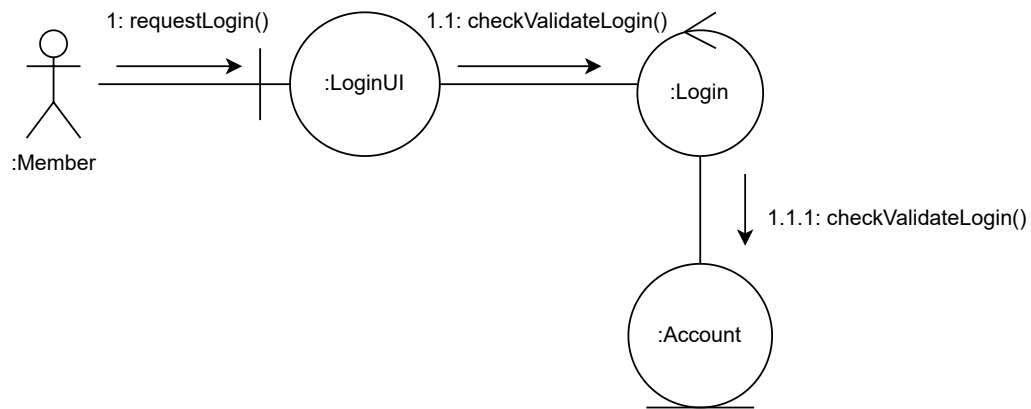 1: requestLogin()
1.1: checkValidateLogin()
:LoginUI
:Login
:Member
1.1.1: checkValidateLogin()
:Account